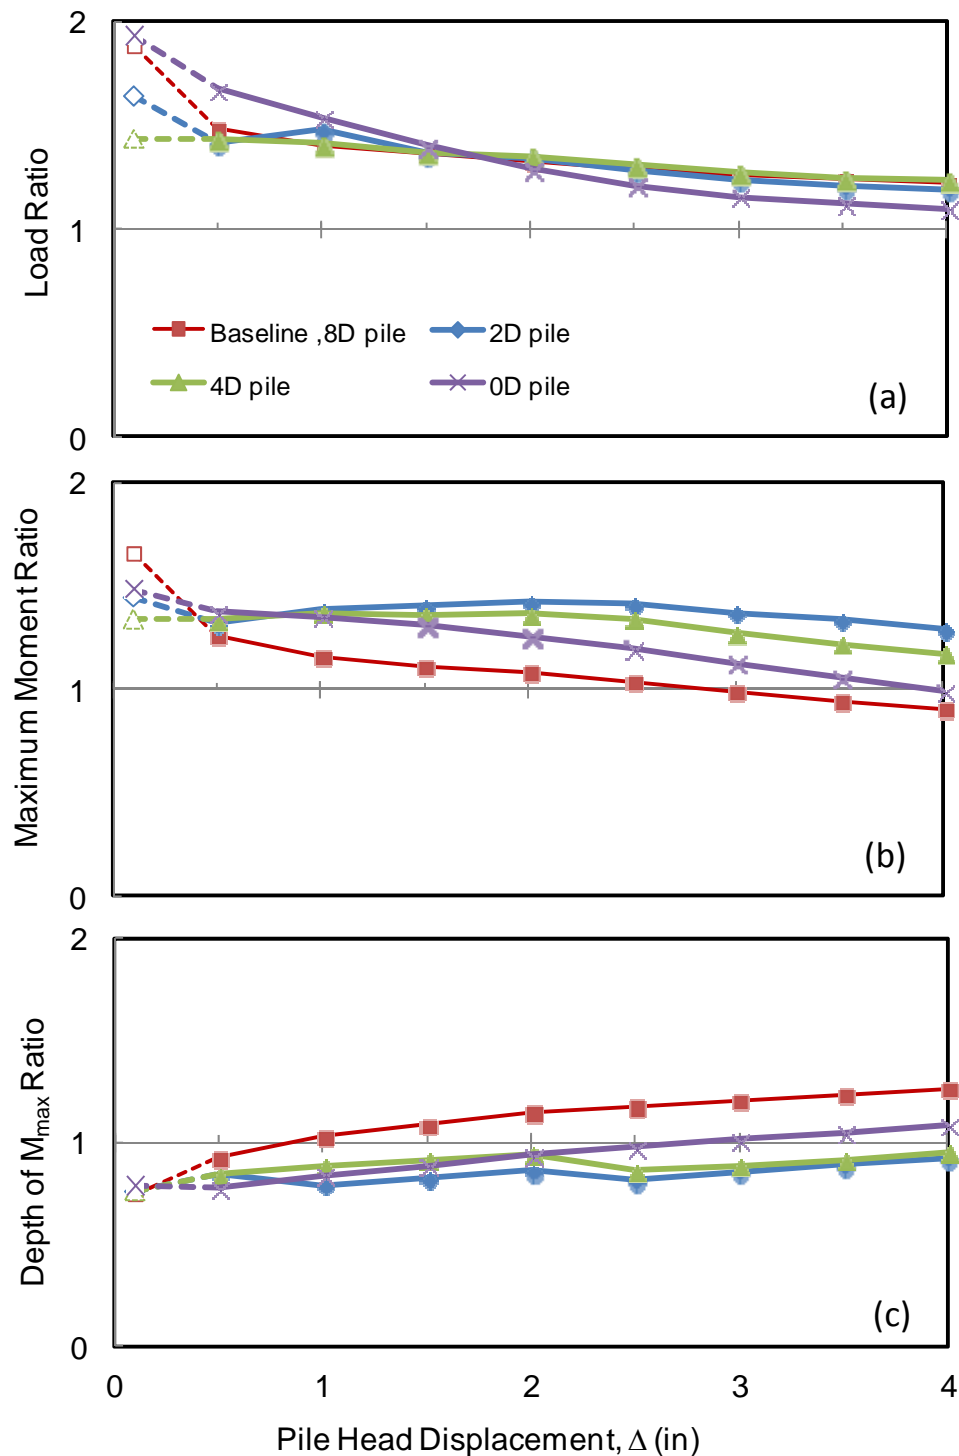 2
1
0
Load Ratio
Baseline ,8D pile
2D pile
4D pile
0D pile
(a)
2
1
0
Maximum Moment Ratio
(b)
2
1
0
Depth of Mmax Ratio
(c)
0 1 2 3 4
Pile Head Displacement, Δ (in)